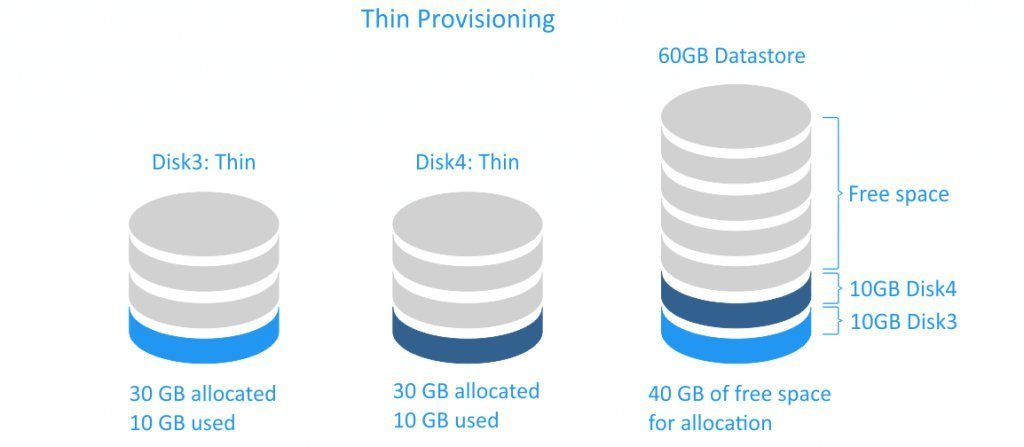 Thin Provisioning
60GB Datastore
Disk3: Thin
Disk4: Thin
Free space
10GB Disk4
10GB Disk3
30 GB allocated
10 GB used
30 GB allocated
10 GB used
40 GB of free space
for allocation